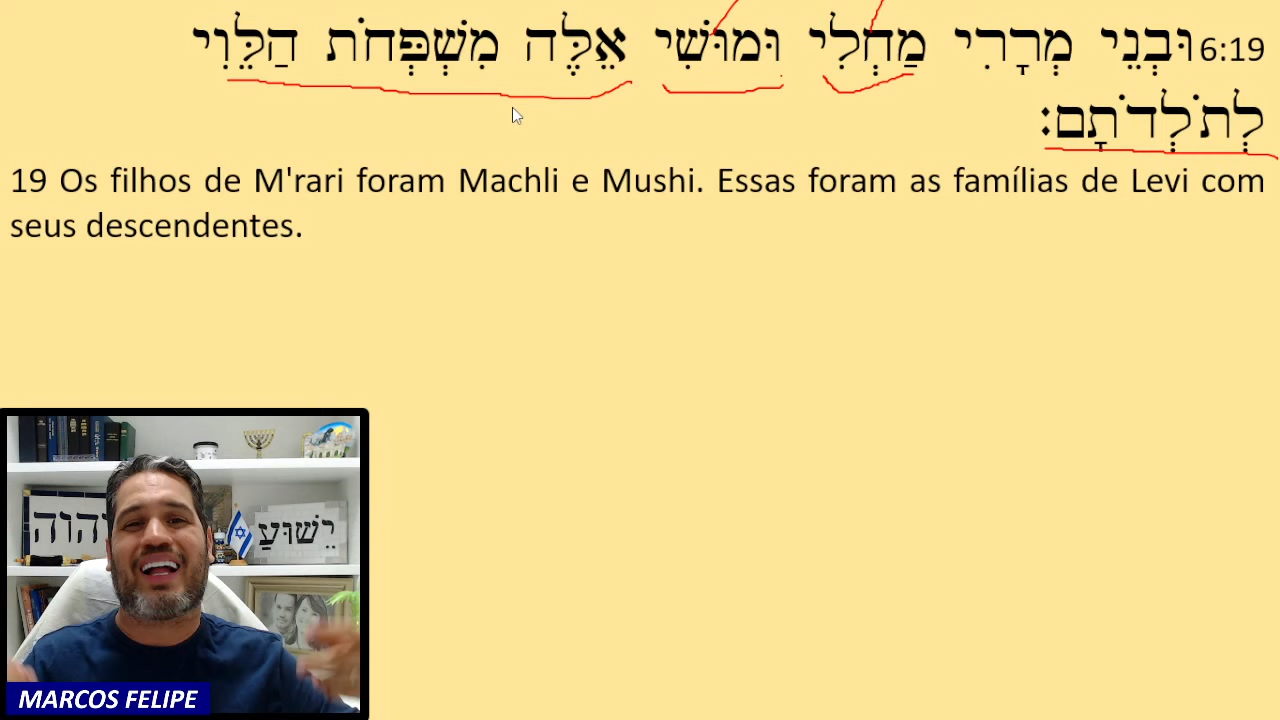 6:19 וּבְנֵי מְרָרִי מַחְלִי וּמוּשִׁי אֵלֶּה מִשְׁפְּחֹת הַלֵּוִי
לְתֹלְדֹתָם׃
19 Os filhos de M'rari foram Machli e Mushi. Essas foram as famílias de Levi com
seus descendentes.
יהוה
יֵשׁוּעַ
MARCOS FELIPE